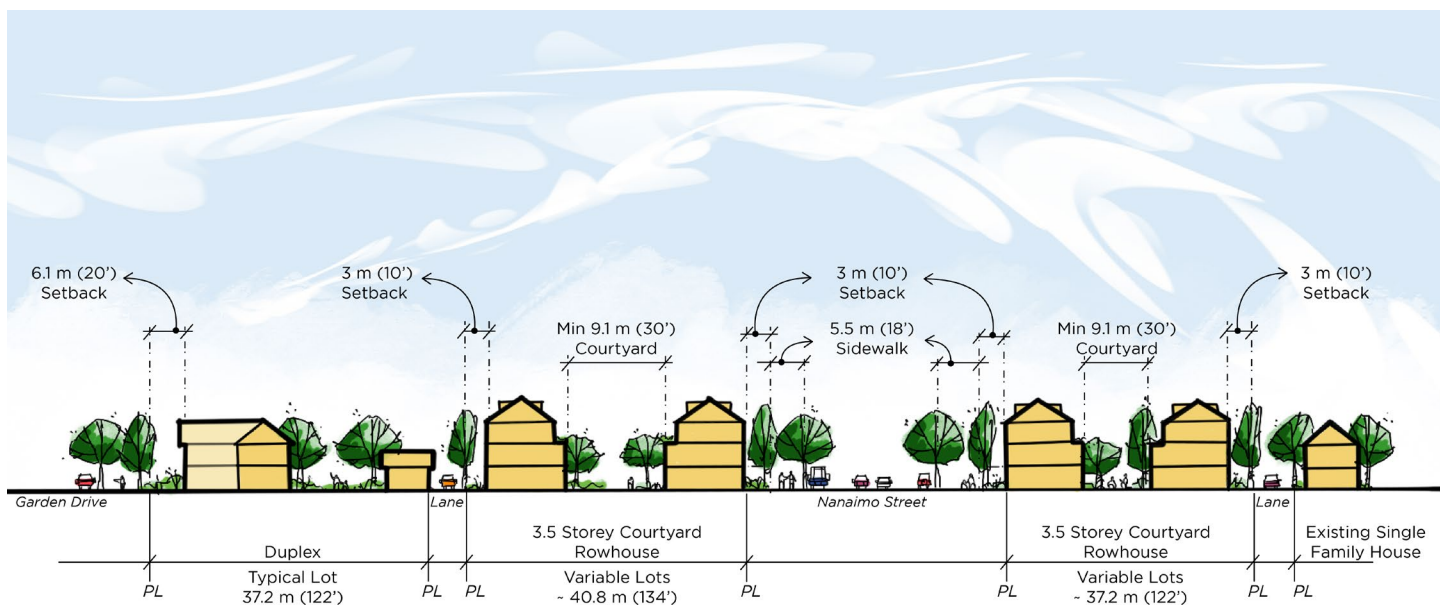 6.1 m (20’)
Setback
3 m (10’)
Setback
3 m (10’)
Setback
3 m (10’)
Setback
Min 9.1 m (30’)
Courtyard
5.5 m (18’)
Sidewalk
Min 9.1 m (30’)
Courtyard
Garden Drive
Lane
Nanaimo Street
Lane
Duplex
3.5 Storey Courtyard
Rowhouse
3.5 Storey Courtyard
Rowhouse
Existing Single
Family House
PL
Typical Lot
37.2 m (122’)
PL
PL
Variable Lots
~ 40.8 m (134’)
PL
PL
Variable Lots
~ 37.2 m (122’)
PL
PL